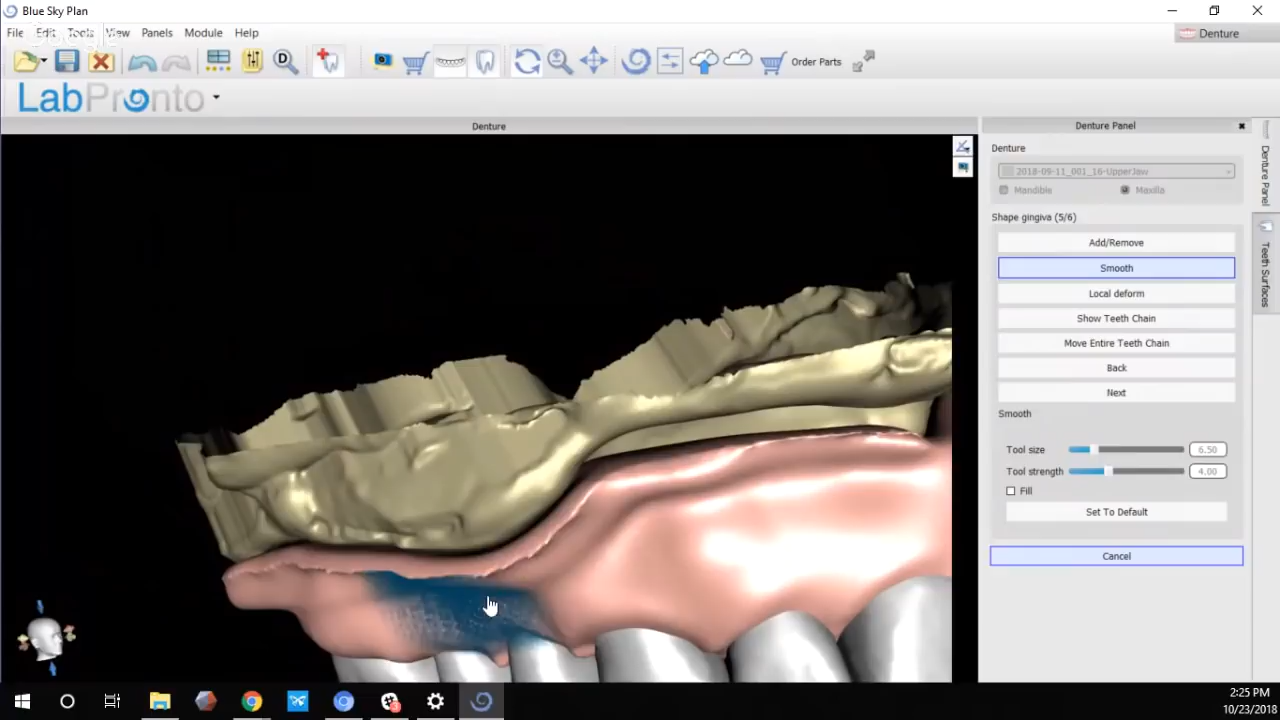 Blue Sky Plan
File Edit Tools View Panels Module Help
Denture
D
Order Parts
LabPronto
Denture
Denture Panel
Denture
2018-09-11_001_16-UpperJaw
Mandible Maxilla
Shape gingiva (5/6)
Add/Remove
Smooth
Local deform
Show Teeth Chain
Move Entire Teeth Chain
Back
Next
Smooth
Tool size 6.50
Tool strength 4.00
Fill
Set To Default
Cancel
Denture Panel
Teeth Surfaces
3
2:25 PM
10/23/2018